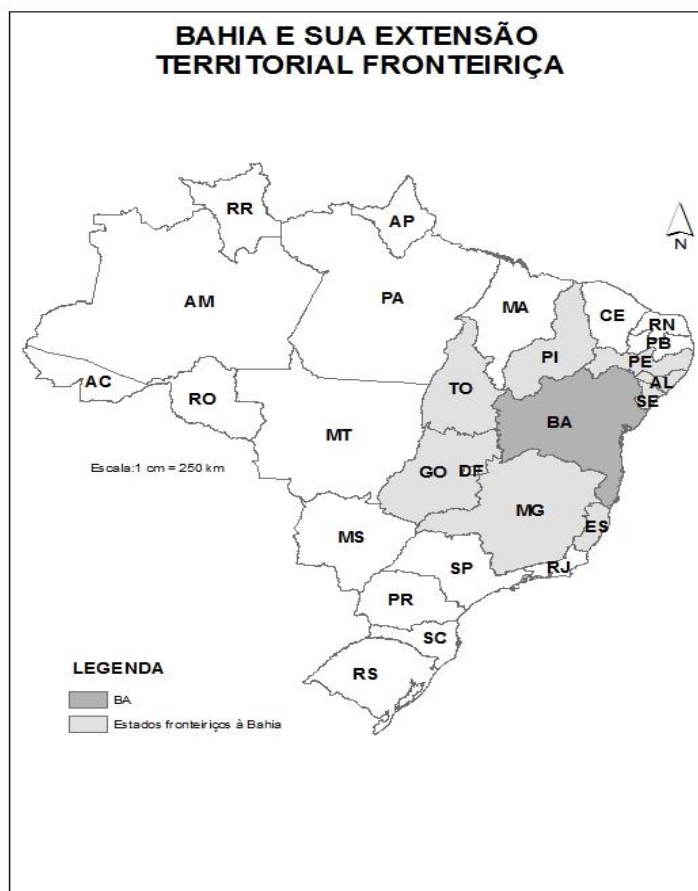 BAHIA E SUA EXTENSÃO
TERRITORIAL FRONTEIRIÇA
RR
AP
N
AM
PA
MA
CE
RN
PB
PI
PE
AC
TO
AL
RO
SE
BA
MT
Escala:1 cm = 250 km
GO
DF
MG
MS
ES
SP
RJ
PR
SC
LEGENDA
RS
BA
Estados fronteiriços à Bahia